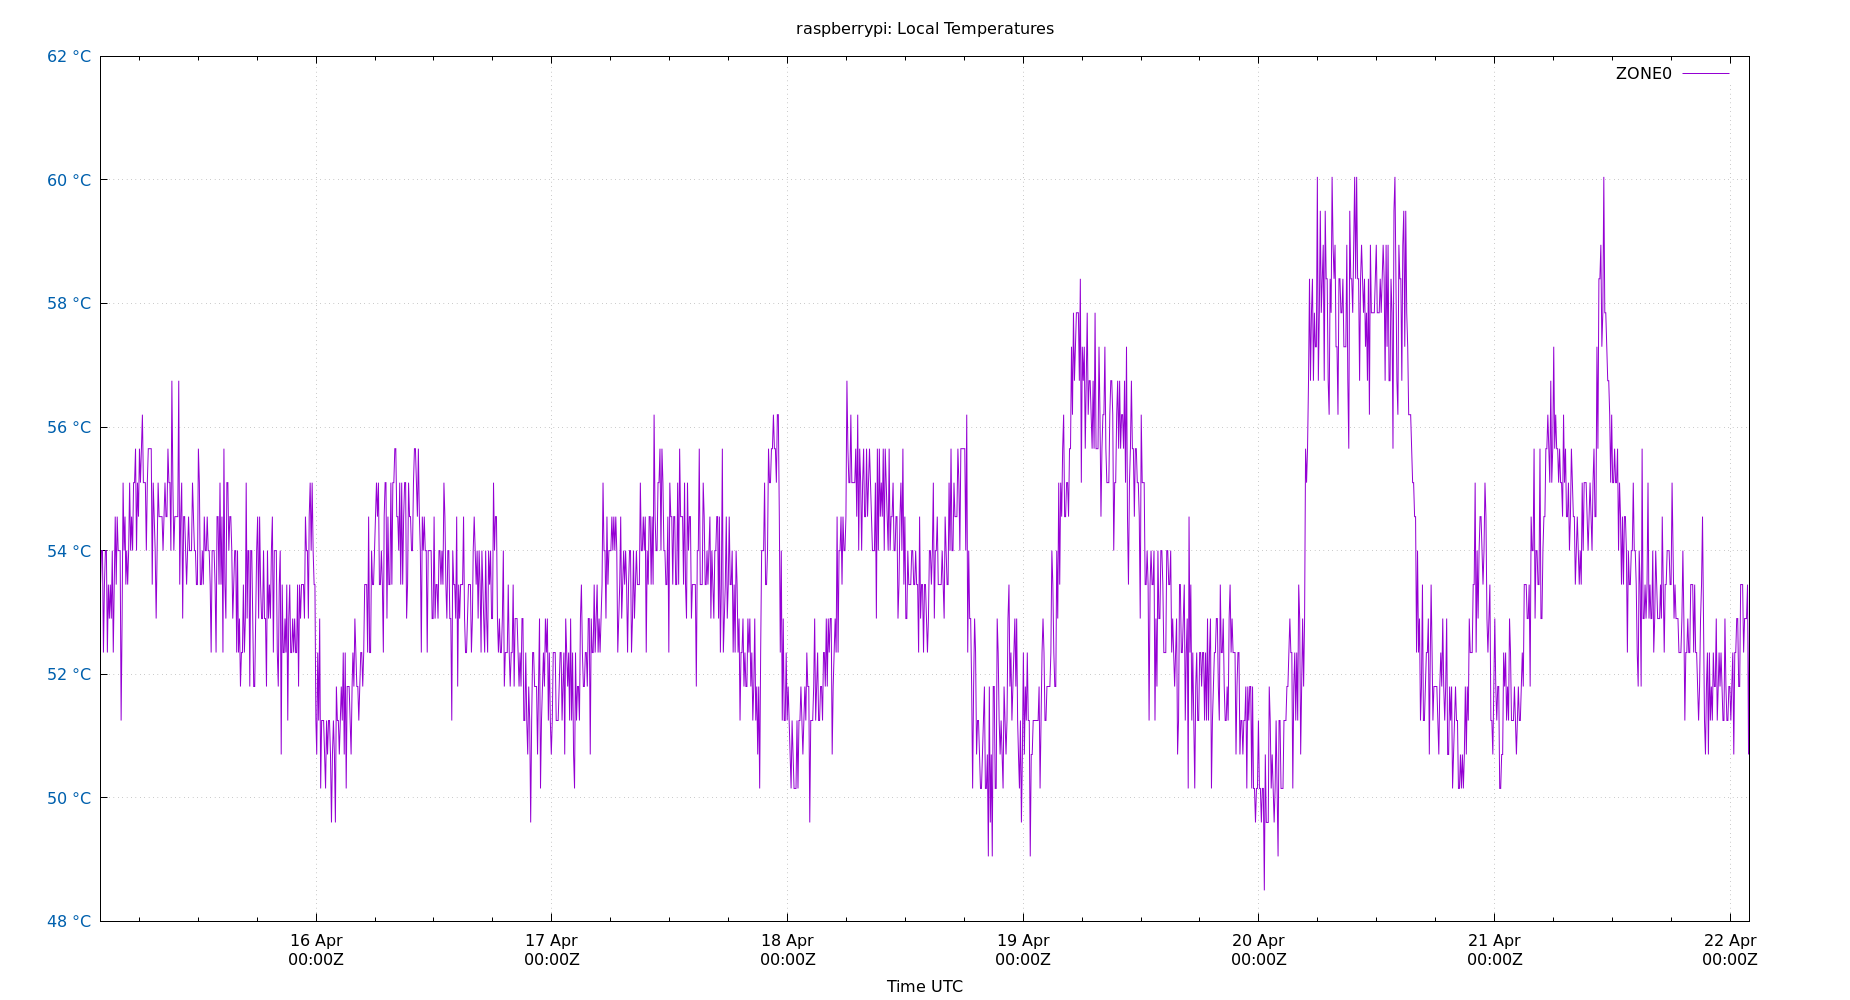 raspberrypi: Local Temperatures
62 °C
ZONE0
60 °C
58 °C
56 °C
54 °C
52 °C
50 °C
48 °C
16 Apr 17 Apr 18 Apr 19 Apr 20 Apr 21 Apr 22 Apr
00:00Z 00:00Z 00:00Z 00:00Z 00:00Z 00:00Z 00:00Z
Time UTC